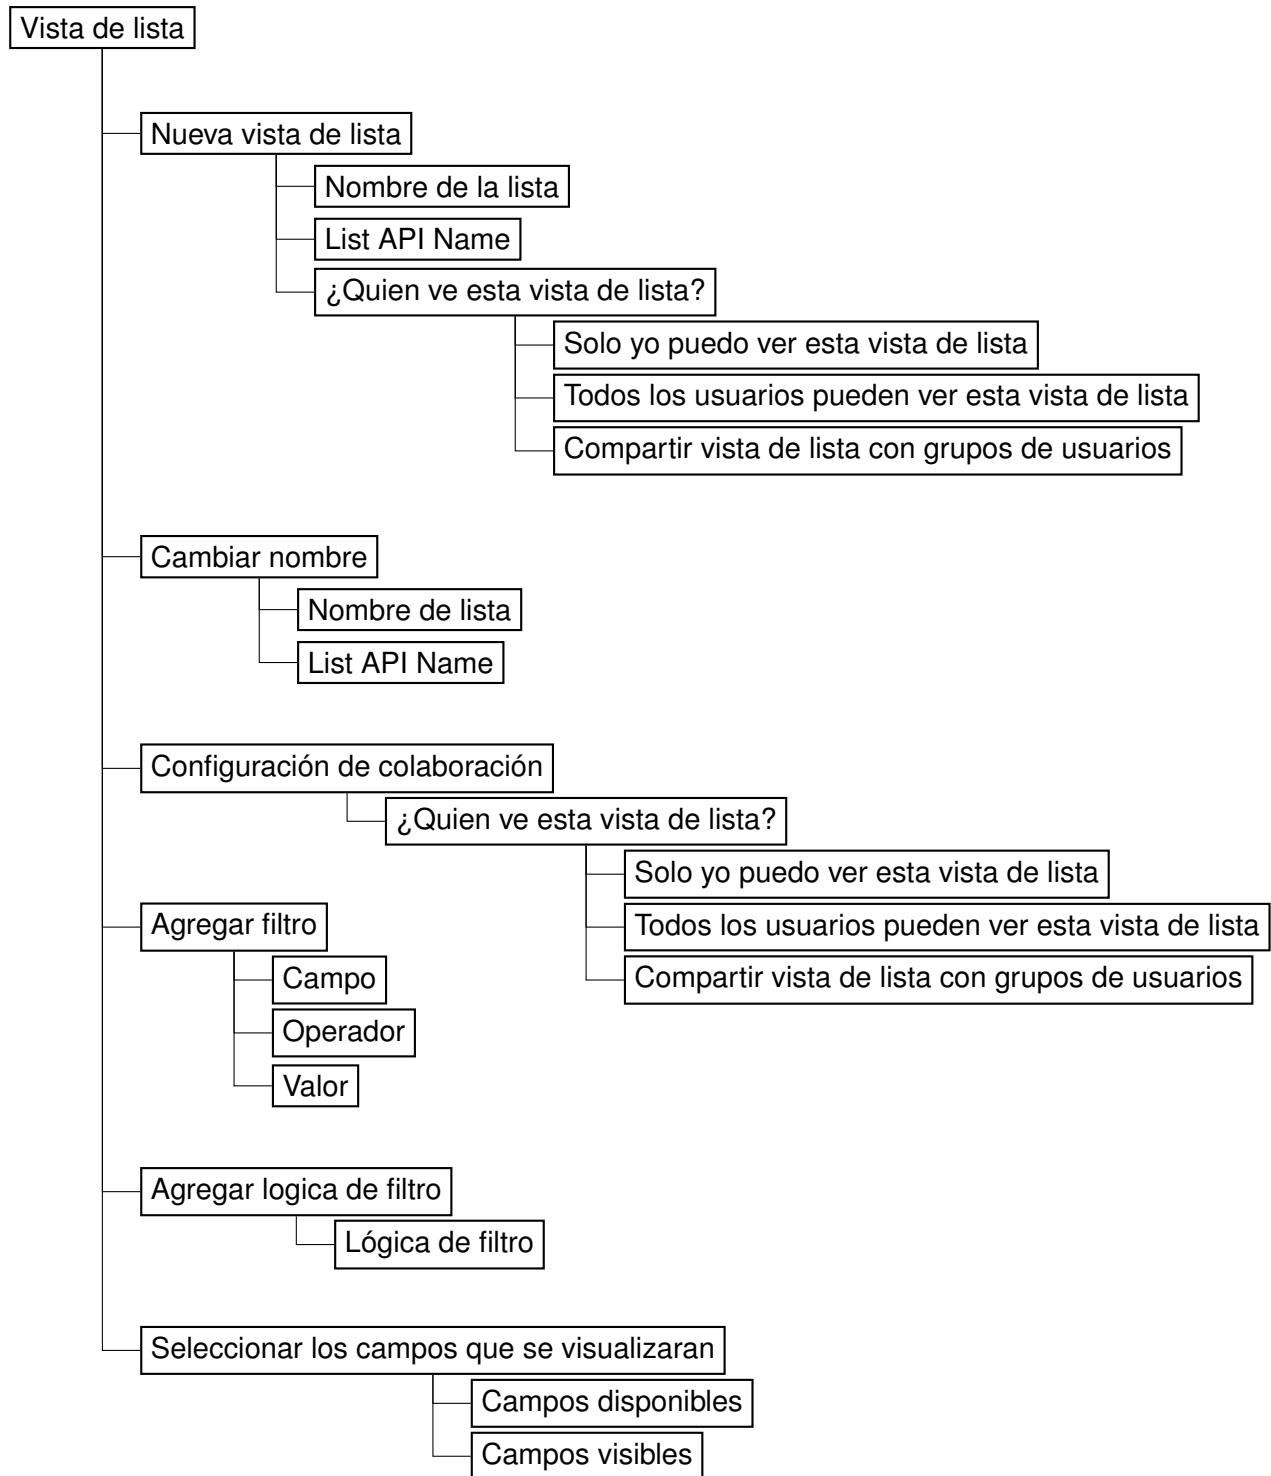 Vista de lista
Nueva vista de lista
Nombre de la lista
List API Name
¿Quien ve esta vista de lista?
Solo yo puedo ver esta vista de lista
Todos los usuarios pueden ver esta vista de lista
Compartir vista de lista con grupos de usuarios
Cambiar nombre
Nombre de lista
List API Name
Configuración de colaboración
¿Quien ve esta vista de lista?
Solo yo puedo ver esta vista de lista
Todos los usuarios pueden ver esta vista de lista
Compartir vista de lista con grupos de usuarios
Agregar filtro
Campo
Operador
Valor
Agregar logica de filtro
Lógica de filtro
Seleccionar los campos que se visualizaran
Campos disponibles
Campos visibles